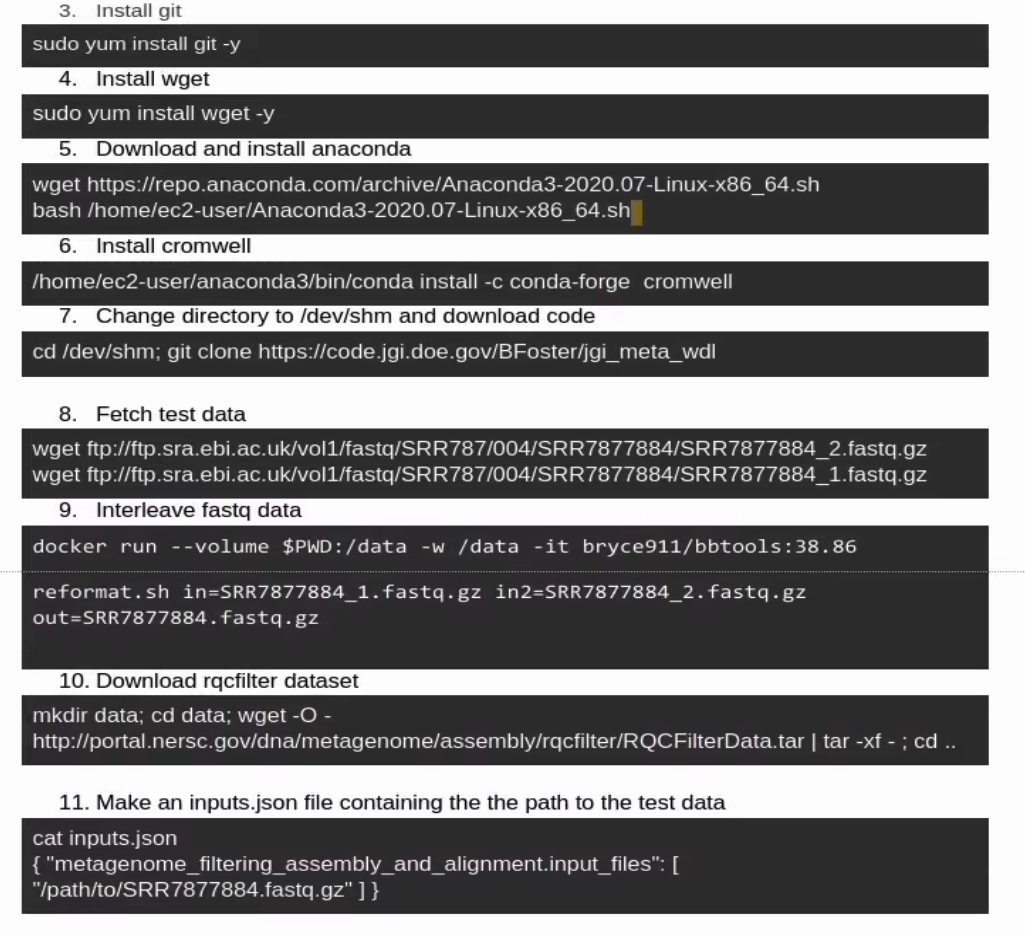 3. Install git
sudo yum install git -y
4. Install wget
sudo yum install wget -y
5. Download and install anaconda
wget https://repo.anaconda.com/archive/Anaconda3-2020.07-Linux-x86_64.sh
bash /home/ec2-user/Anaconda3-2020.07-Linux-x86_64.sh
6. Install cromwell
/home/ec2-user/anaconda3/bin/conda install -c conda-forge  cromwell
7. Change directory to /dev/shm and download code
cd /dev/shm; git clone https://code.jgi.doe.gov/BFoster/jgi_meta_wdl
8. Fetch test data
wget ftp://ftp.sra.ebi.ac.uk/vol1/fastq/SRR787/004/SRR7877884/SRR7877884_2.fastq.gz
wget ftp://ftp.sra.ebi.ac.uk/vol1/fastq/SRR787/004/SRR7877884/SRR7877884_1.fastq.gz
9. Interleave fastq data
docker run --volume $PWD:/data -w /data -it bryce911/bbtools:38.86
reformat.sh in=SRR7877884_1.fastq.gz in2=SRR7877884_2.fastq.gz
out=SRR7877884.fastq.gz
10. Download rqcfilter dataset
mkdir data; cd data; wget -O -
http://portal.nersc.gov/dna/metagenome/assembly/rqcfilter/RQCFilterData.tar | tar -xf - ; cd ..
11. Make an inputs.json file containing the the path to the test data
cat inputs.json
{ "metagenome_filtering_assembly_and_alignment.input_files": [
"/path/to/SRR7877884.fastq.gz" ] }